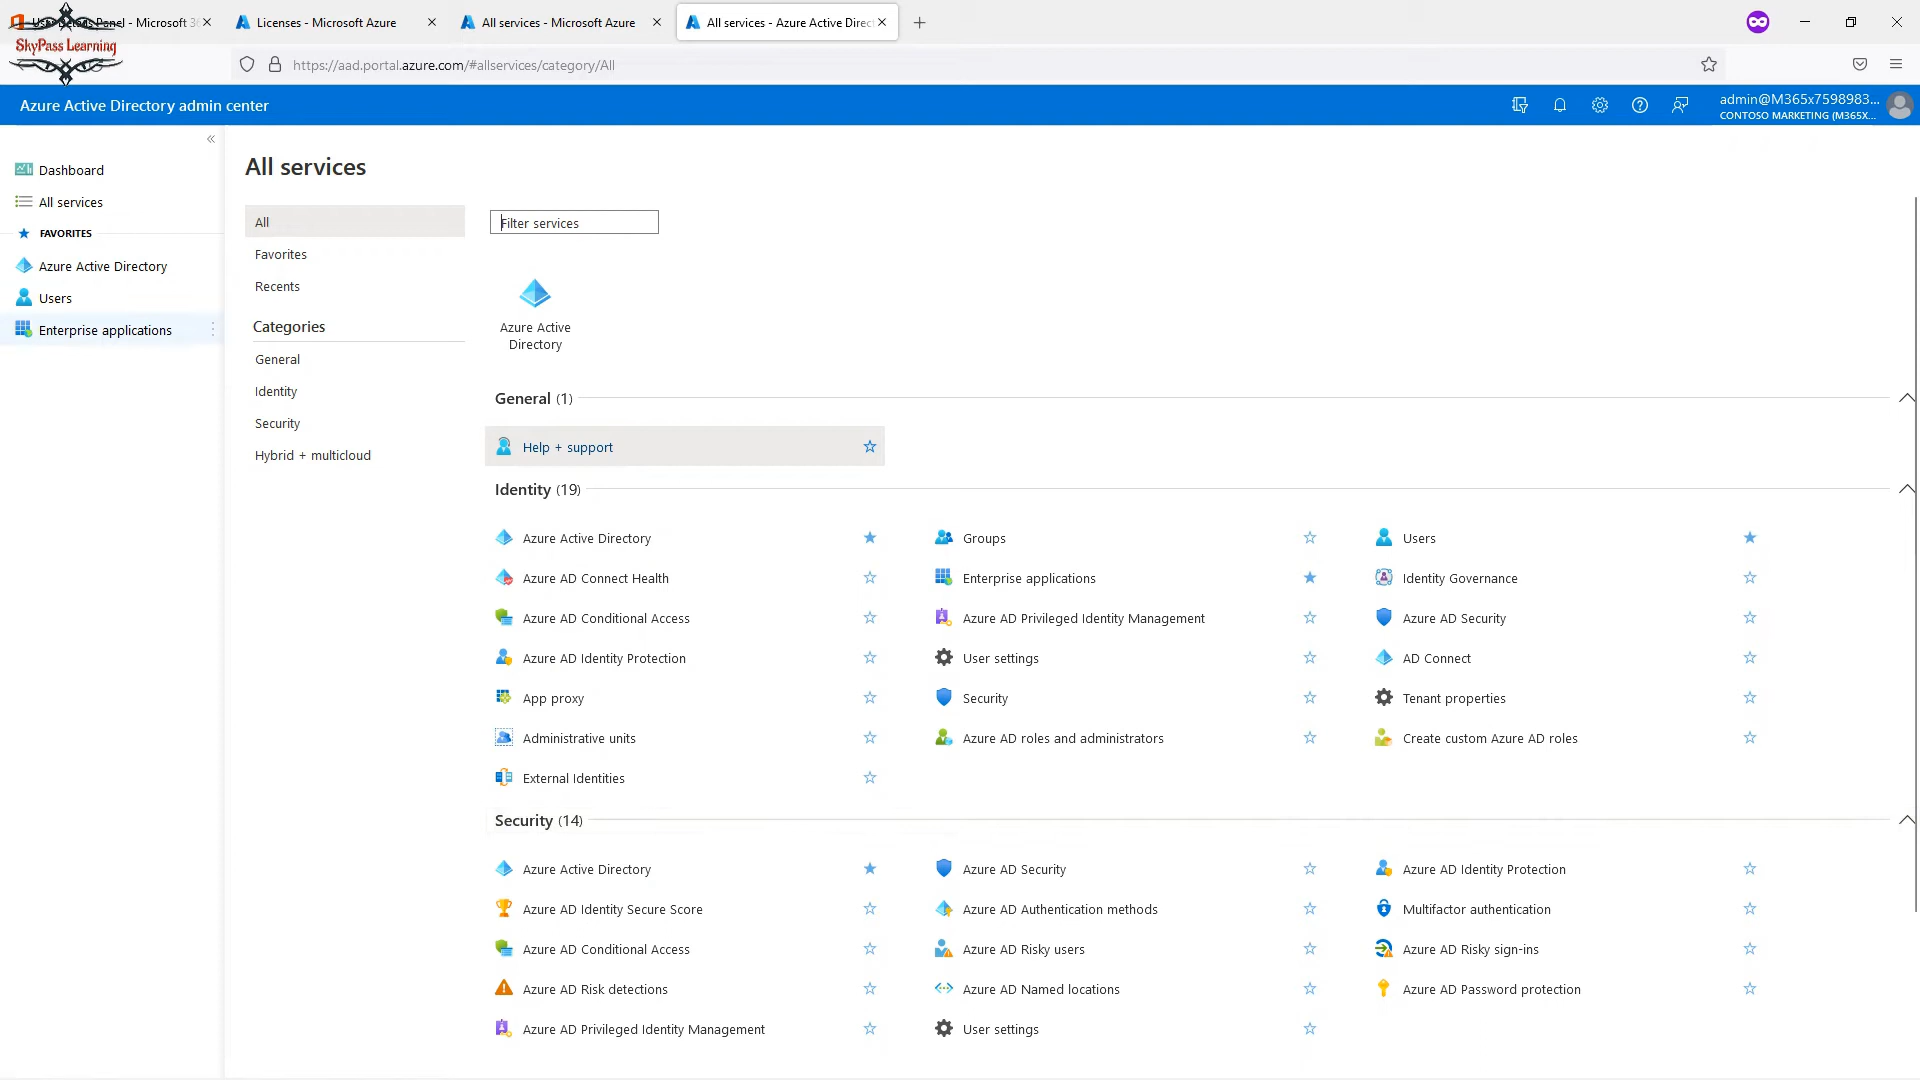 User Details Panel - Microsoft 36
Licenses - Microsoft Azure
All services - Microsoft Azure
All services - Azure Active Direc
SkyPass Learning
https://aad.portal.azure.com/#allservices/category/All
Azure Active Directory admin center
admin@M365x7598983...
CONTOSO MARKETING (M365X...
Dashboard
All services
FAVORITES
Azure Active Directory
Users
Enterprise applications
All services
All
Favorites
Recents
Categories
General
Identity
Security
Hybrid + multicloud
Filter services
Azure Active
Directory
General (1)
Help + support
Identity (19)
Azure Active Directory
Groups
Users
Azure AD Connect Health
Enterprise applications
Identity Governance
Azure AD Conditional Access
Azure AD Privileged Identity Management
Azure AD Security
Azure AD Identity Protection
User settings
AD Connect
App proxy
Security
Tenant properties
Administrative units
Azure AD roles and administrators
Create custom Azure AD roles
External Identities
Security (14)
Azure Active Directory
Azure AD Security
Azure AD Identity Protection
Azure AD Identity Secure Score
Azure AD Authentication methods
Multifactor authentication
Azure AD Conditional Access
Azure AD Risky users
Azure AD Risky sign-ins
Azure AD Risk detections
Azure AD Named locations
Azure AD Password protection
Azure AD Privileged Identity Management
User settings